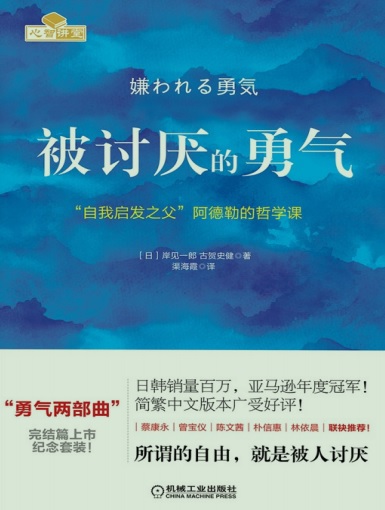 心智讲堂
嫌われる勇気
被讨厌的勇气
“自我启发之父”阿德勒的哲学课
[日] 岸见一郎 古贺史健 著
渠海霞 译
“勇气两部曲”
完结篇上市
纪念套装!
日韩销量百万,亚马逊年度冠军!
简繁中文版本广受好评!
|蔡康永|曾宝仪|陈文茜|朴信惠|林依晨|联袂推荐!
所谓的自由,就是被人讨厌
机械工业出版社
CHINA MACHINE PRESS